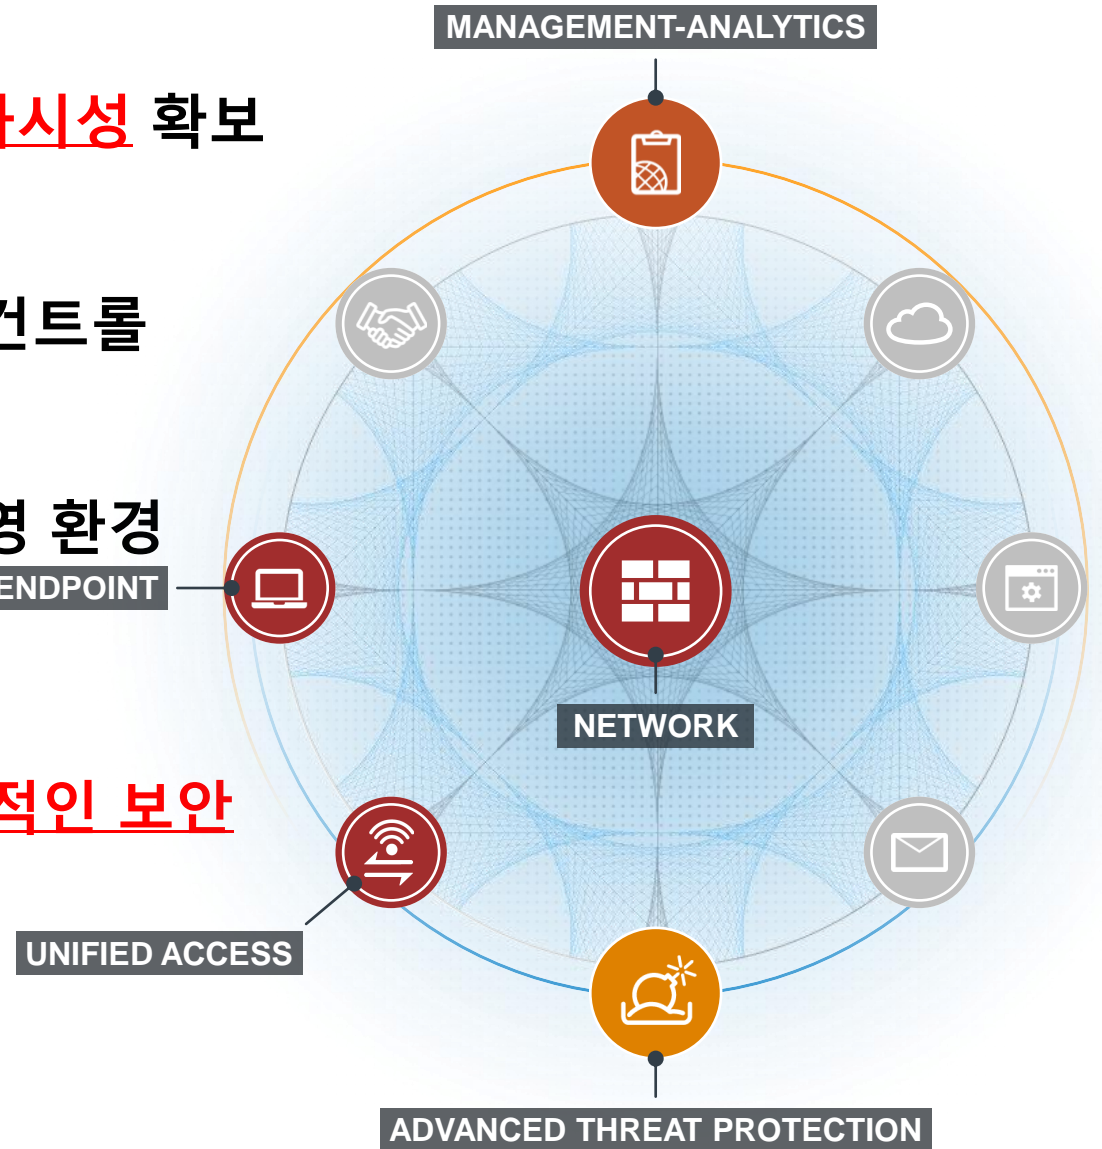 MANAGEMENT-ANALYTICS
가시성 확보
컨트롤
영 환경
ENDPOINT
NETWORK
적인 보안
UNIFIED ACCESS
ADVANCED THREAT PROTECTION